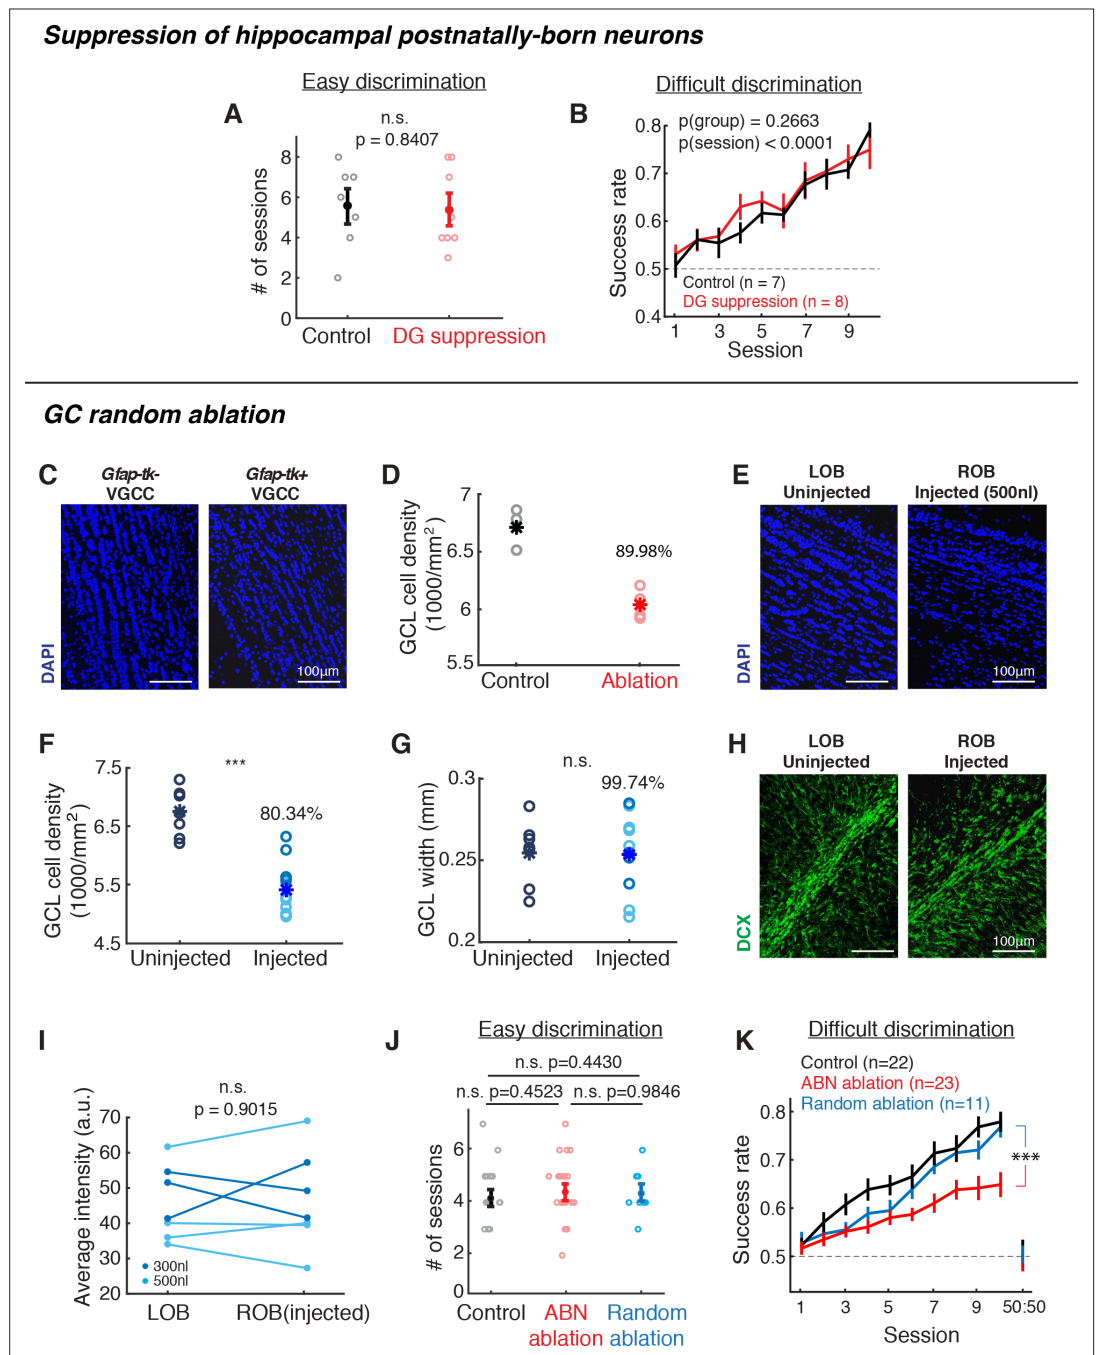 Suppression of hippocampal postnatally-born neurons
Easy discrimination
A
n.s.
p = 0.8407
# of sessions
8
6
4
2
0
Control
DG suppression
Difficult discrimination
B
p(group) = 0.2663
p(session) < 0.0001
Success rate
0.8
0.7
0.6
0.5
0.4
Control (n = 7)
DG suppression (n = 8)
1 3 5 7 9
Session
GC random ablation
C
Gfap-tk-
VGCC
Gfap-tk+
VGCC
DAPI
100µm
D
GCL cell density
(1000/mm²)
7
6.5
6
5.5
89.98%
Control
Ablation
E
LOB
Uninjected
ROB
Injected (500nl)
DAPI
100µm
F
***
GCL cell density
(1000/mm²)
7.5
6.5
5.5
4.5
80.34%
Uninjected
Injected
G
n.s.
GCL width (mm)
0.3
0.25
0.2
99.74%
Uninjected
Injected
H
LOB
Uninjected
ROB
Injected
DCX
100µm
I
n.s.
p = 0.9015
Average intensity (a.u.)
70
60
50
40
30
20
300nl
500nl
LOB
ROB(injected)
J
Easy discrimination
n.s. p=0.4430
n.s. p=0.4523
n.s. p=0.9846
# of sessions
6
4
2
0
Control
ABN
ablation
Random
ablation
K
Difficult discrimination
Control (n=22)
ABN ablation (n=23)
Random ablation (n=11)
Success rate
0.8
0.7
0.6
0.5
***
1 3 5 7 9 50:50
Session